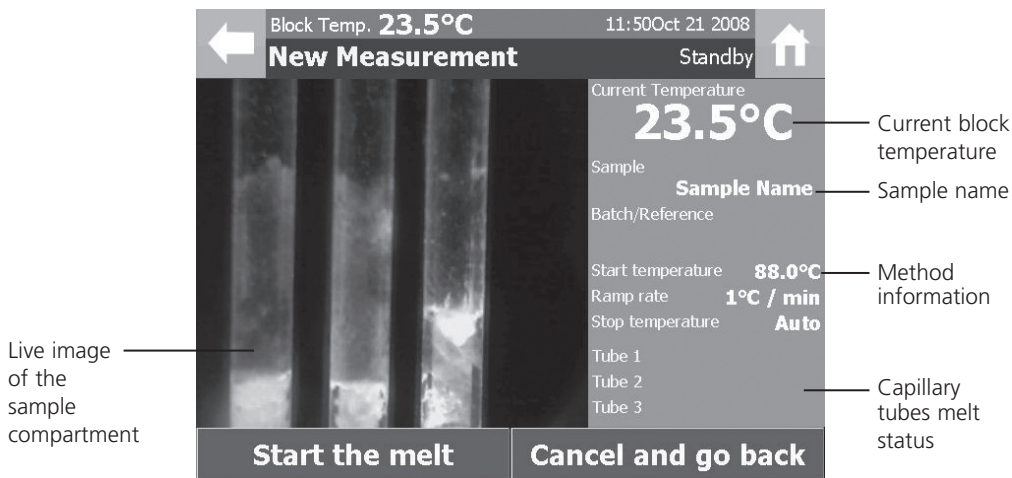 Block Temp. 23.5°C
11:50Oct 21 2008
New Measurement
Standby
Current Temperature
23.5°C
Sample
Sample Name
Batch/Reference
Start temperature 88.0°C
Ramp rate 1°C / min
Stop temperature Auto
Tube 1
Tube 2
Tube 3
Start the melt
Cancel and go back
Live image
of the
sample
compartment
Current block
temperature
Sample name
Method
information
Capillary
tubes melt
status